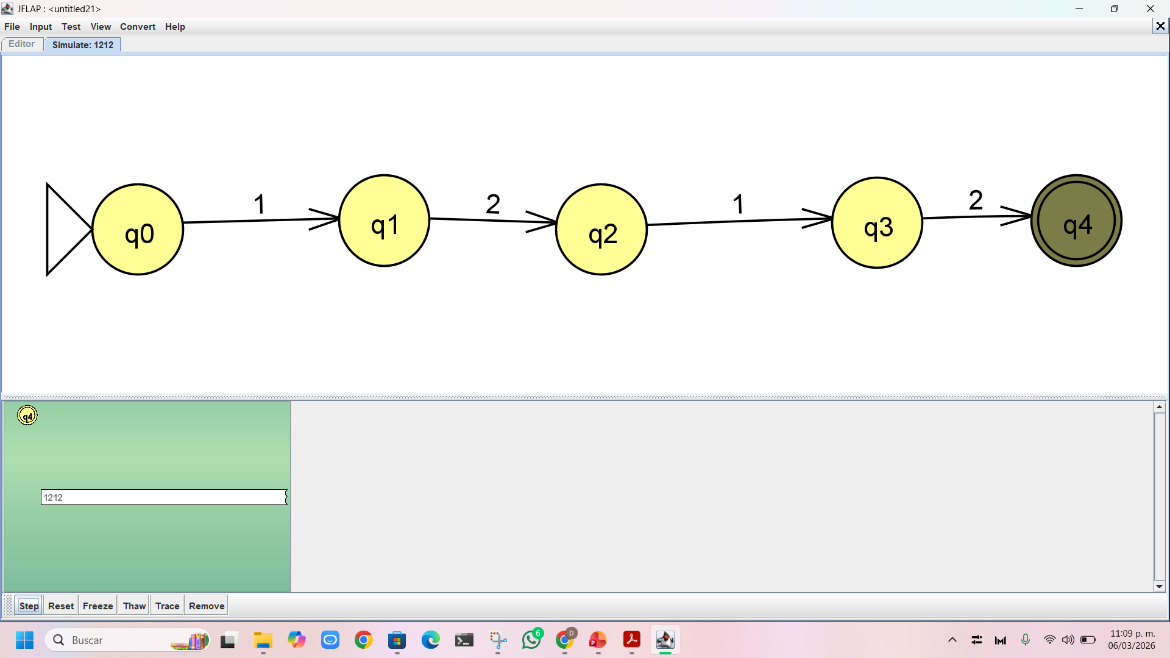 JFLAP : <untitled21>
File Input Test View Convert Help
Editor Simulate: 1212
1 2 1 2
q0 q1 q2 q3 q4
q4
1212
Step Reset Freeze Thaw Trace Remove
Buscar
6
11:09 p. m.
06/03/2026